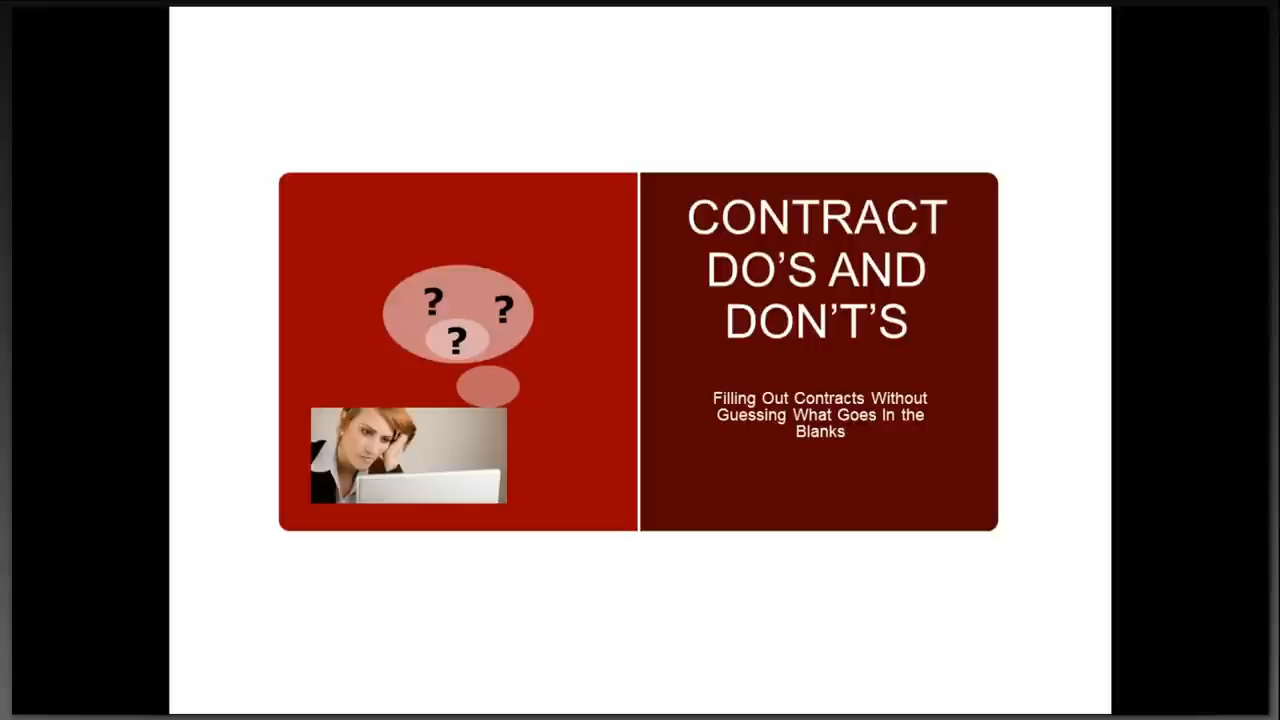 ? ?
?
CONTRACT
DO’S AND
DON’T’S
Filling Out Contracts Without
Guessing What Goes In the
Blanks